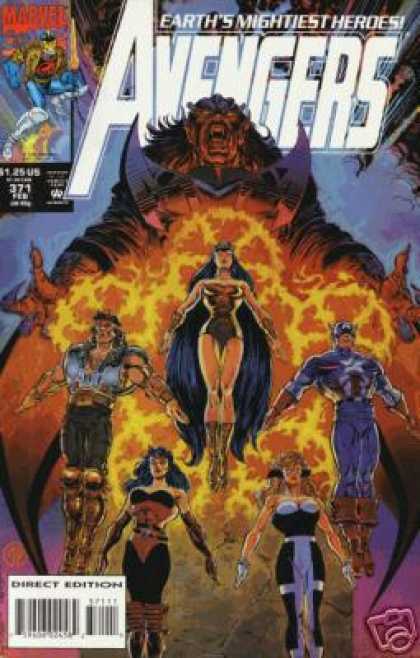 MARVEL
EARTH'S MIGHTIEST HEROES!
AVENGERS
$1.25 US
371
FEB
DIRECT EDITION